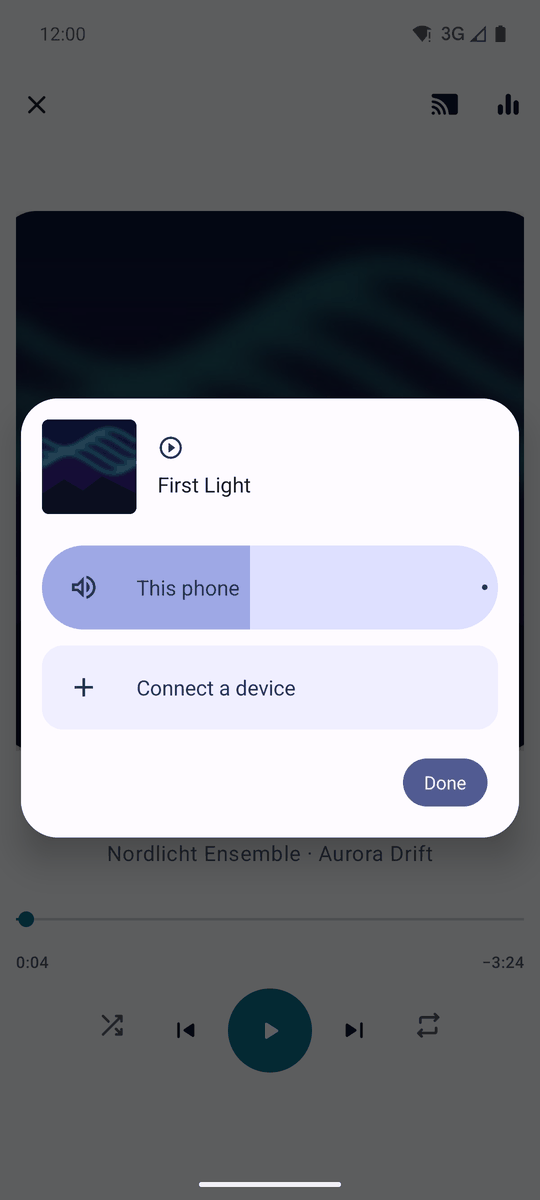 12:00
3G
First Light
This phone
Connect a device
Done
Nordlicht Ensemble · Aurora Drift
0:04
−3:24